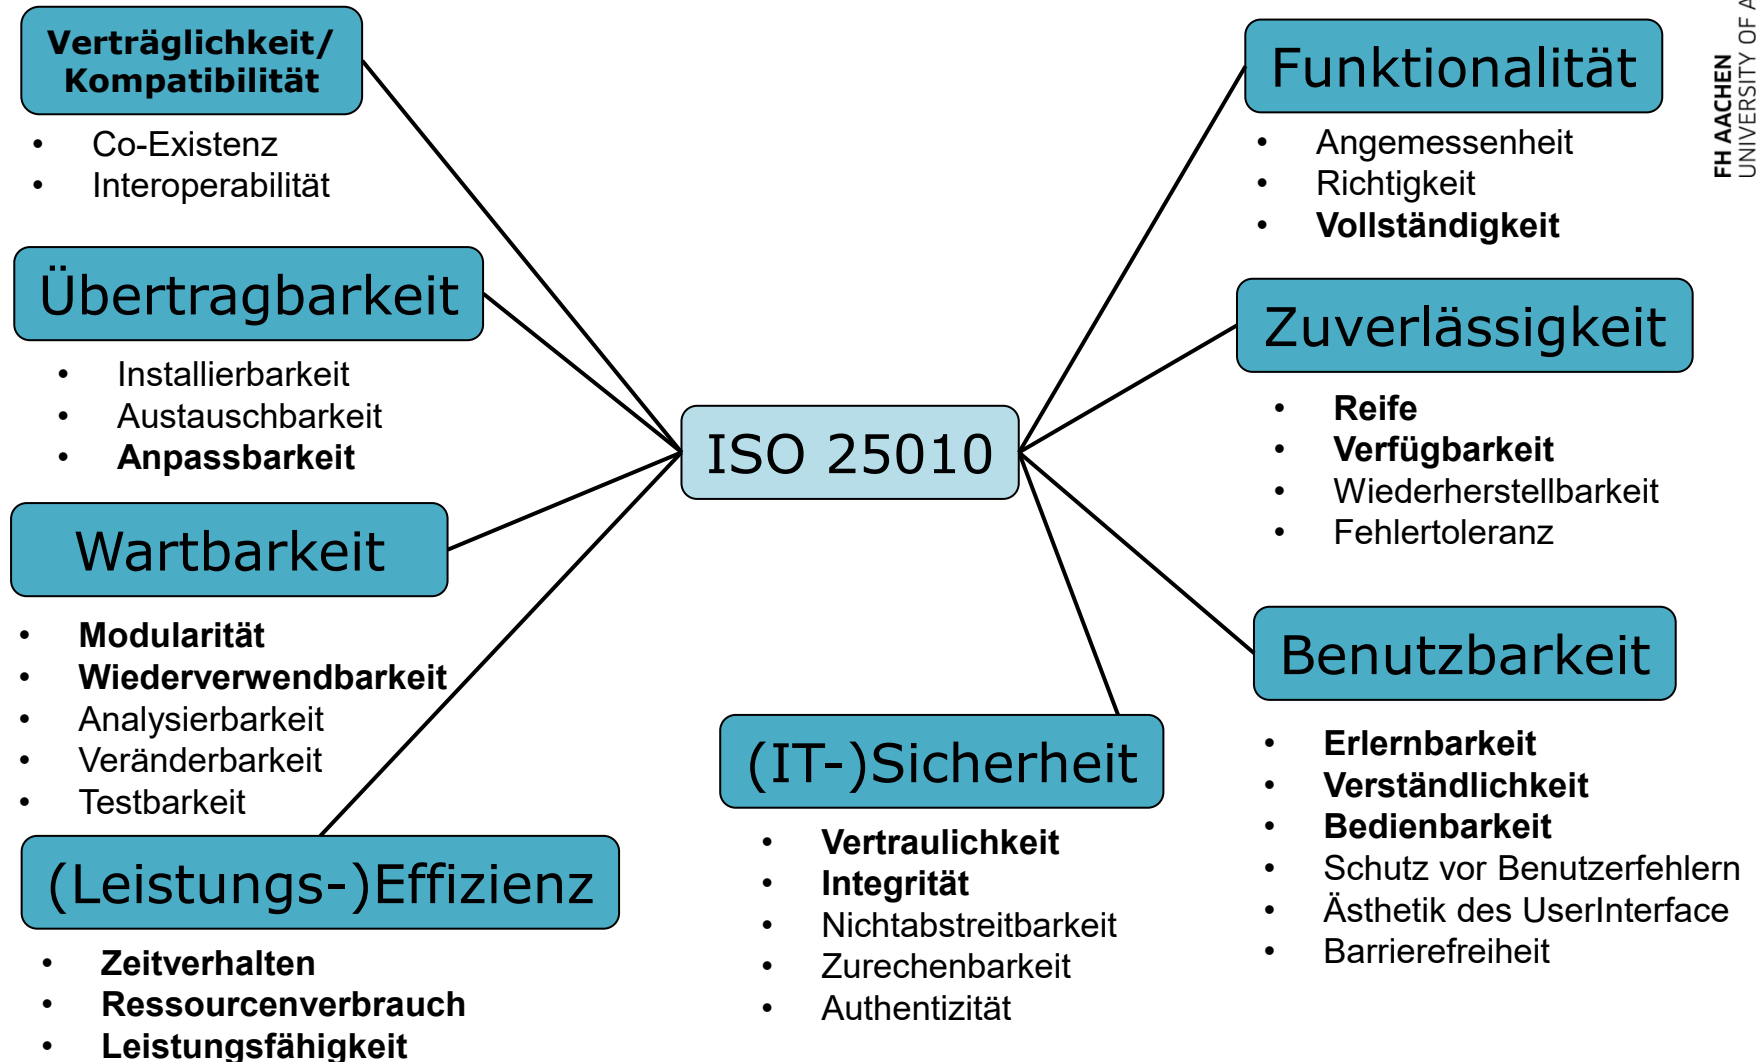 Verträglichkeit/
Kompatibilität
• Co-Existenz
• Interoperabilität
Übertragbarkeit
• Installierbarkeit
• Austauschbarkeit
• Anpassbarkeit
Wartbarkeit
• Modularität
• Wiederverwendbarkeit
• Analysierbarkeit
• Veränderbarkeit
• Testbarkeit
(Leistungs-)Effizienz
• Zeitverhalten
• Ressourcenverbrauch
• Leistungsfähigkeit
ISO 25010
(IT-)Sicherheit
• Vertraulichkeit
• Integrität
• Nichtabstreitbarkeit
• Zurechenbarkeit
• Authentizität
Funktionalität
• Angemessenheit
• Richtigkeit
• Vollständigkeit
Zuverlässigkeit
• Reife
• Verfügbarkeit
• Wiederherstellbarkeit
• Fehlertoleranz
Benutzbarkeit
• Erlernbarkeit
• Verständlichkeit
• Bedienbarkeit
• Schutz vor Benutzerfehlern
• Ästhetik des UserInterface
• Barrierefreiheit
FH AACHEN
UNIVERSITY OF